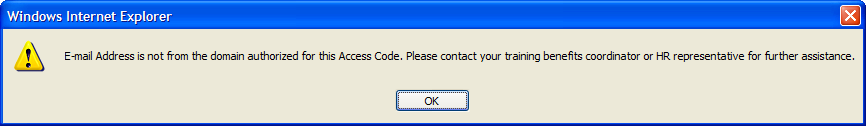 Windows Internet Explorer
E-mail Address is not from the domain authorized for this Access Code. Please contact your training benefits coordinator or HR representative for further assistance.
OK